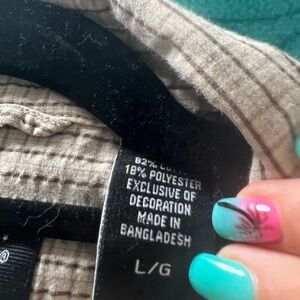 82%
18% POLYESTER
EXCLUSIVE OF
DECORATION
MADE IN
BANGLADESH
L/G
®